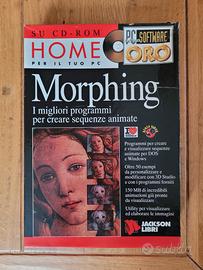 SU CD-ROM
HOME
PER IL TUO PC
PC SOFTWARE
ORO
Morphing
I migliori programmi
per creare sequenze animate
Programmi per creare
e visualizzare sequenze
animate per DOS
e Windows
Oltre 50 esempi
da personalizzare e
modificare con 3D Studio
e con i programmi forniti
150 MB di incredibili
animazioni già pronte
da visualizzare
Utility per visualizzare
ed elaborare le immagini
JACKSON
LIBRI
subito